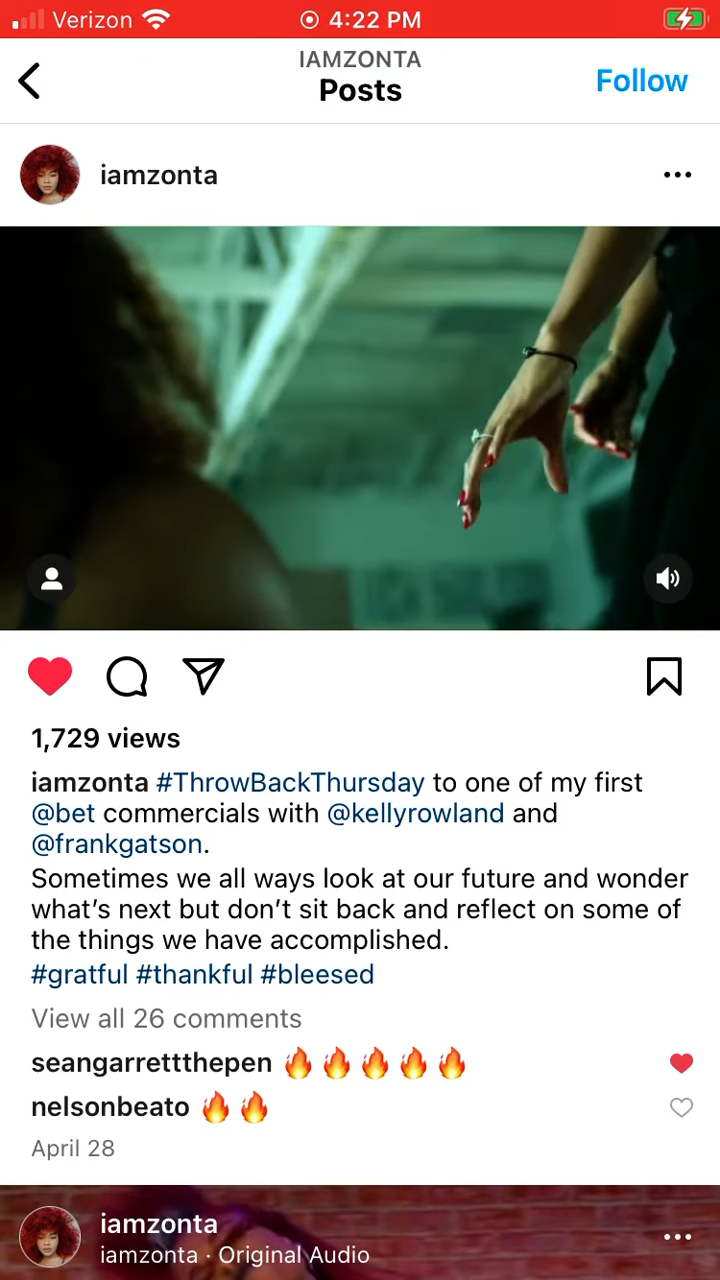 Verizon 4:22 PM
IAMZONTA
Posts
Follow
iamzonta
1,729 views
iamzonta #ThrowBackThursday to one of my first
@bet commercials with @kellyrowland and
@frankgatson.
Sometimes we all ways look at our future and wonder
what’s next but don’t sit back and reflect on some of
the things we have accomplished.
#gratful #thankful #bleesed
View all 26 comments
seangarrettthepen 🔥🔥🔥🔥🔥
nelsonbeato 🔥🔥
April 28
iamzonta
iamzonta · Original Audio